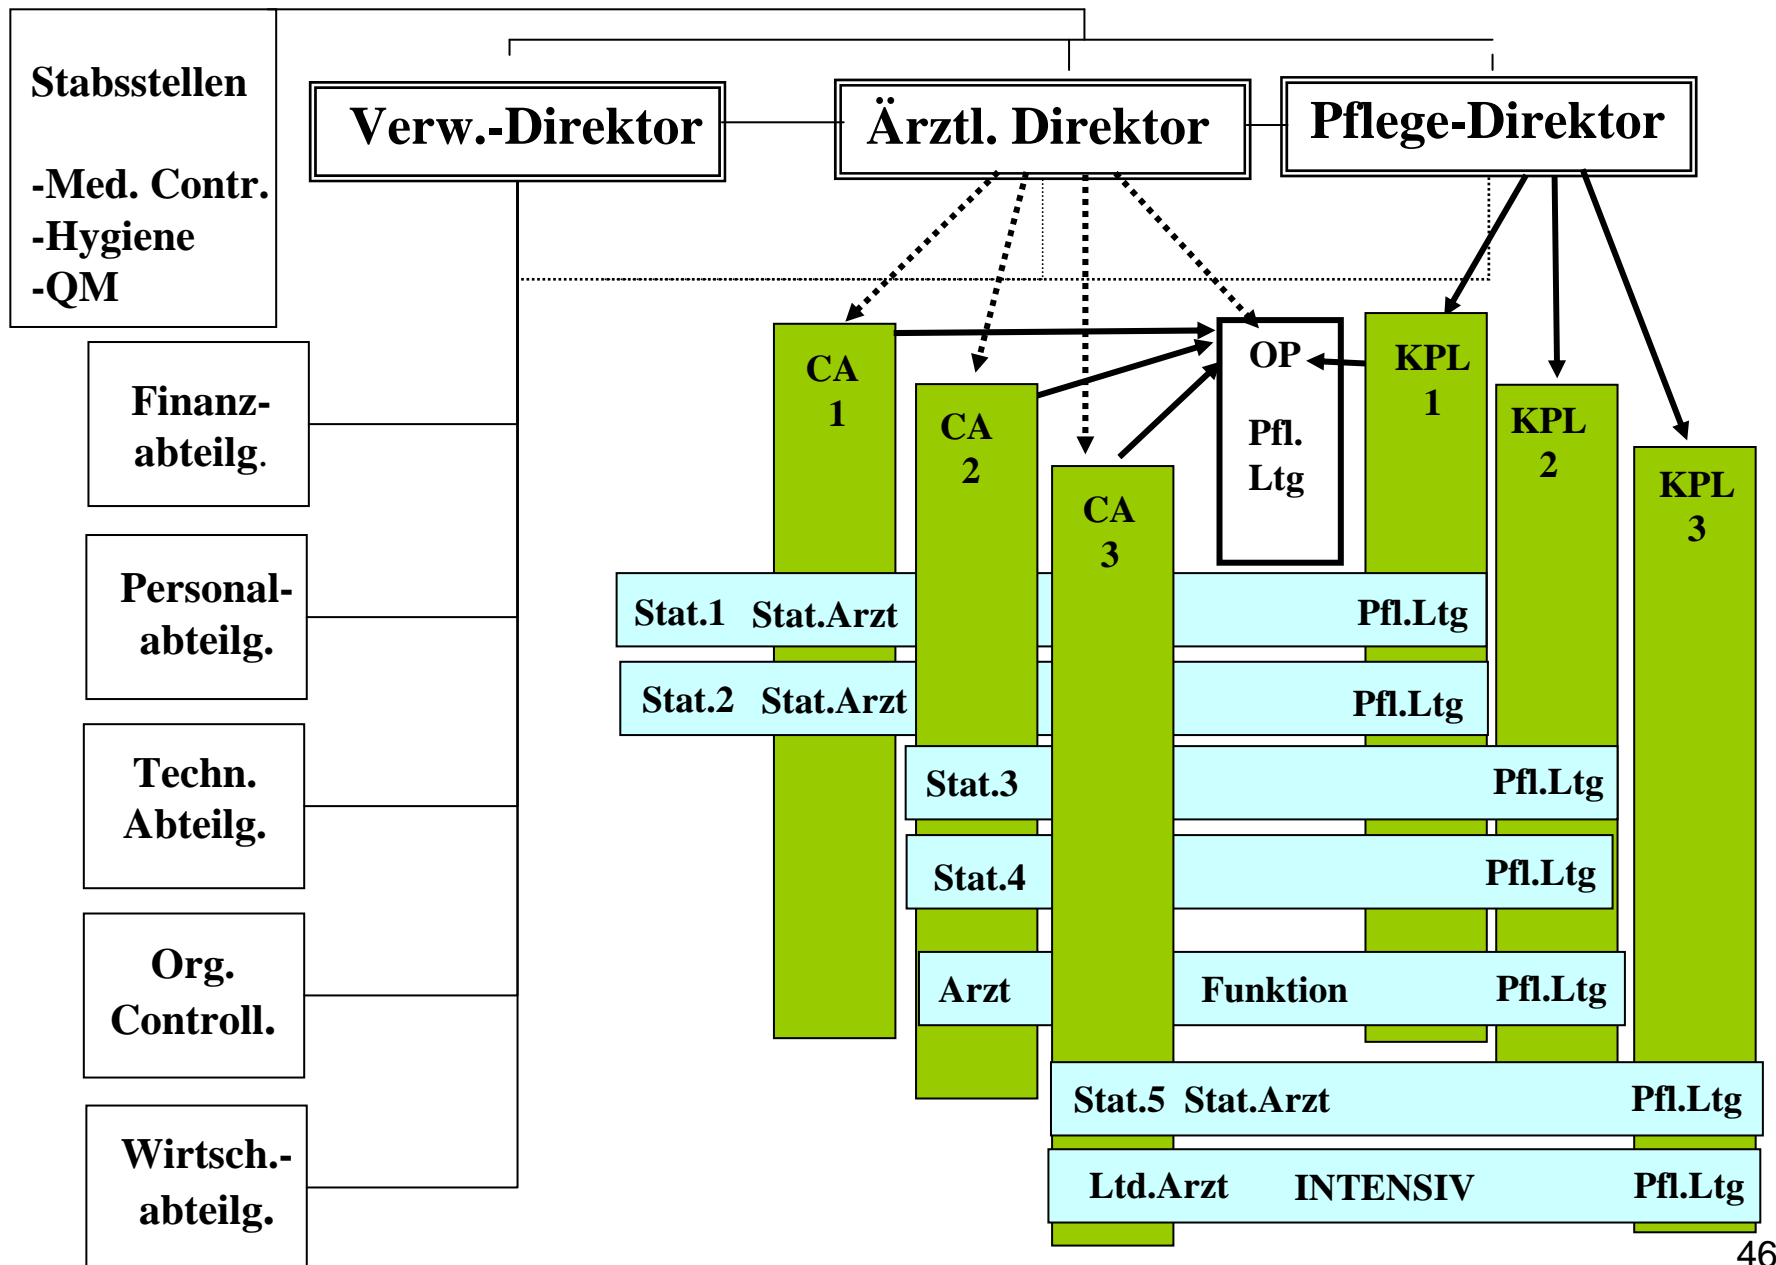 Stabsstellen
-Med. Contr.
-Hygiene
-QM
Verw.-Direktor
Ärztl. Direktor
Pflege-Direktor
Finanz-
abteilg.
Personal-
abteilg.
Techn.
Abteilg.
Org.
Controll.
Wirtsch.-
abteilg.
CA
1
CA
2
CA
3
OP
Pfl.
Ltg
KPL
1
KPL
2
KPL
3
Stat.1 Stat.Arzt Pfl.Ltg
Stat.2 Stat.Arzt Pfl.Ltg
Stat.3 Pfl.Ltg
Stat.4 Pfl.Ltg
Arzt Funktion Pfl.Ltg
Stat.5 Stat.Arzt Pfl.Ltg
Ltd.Arzt INTENSIV Pfl.Ltg
46